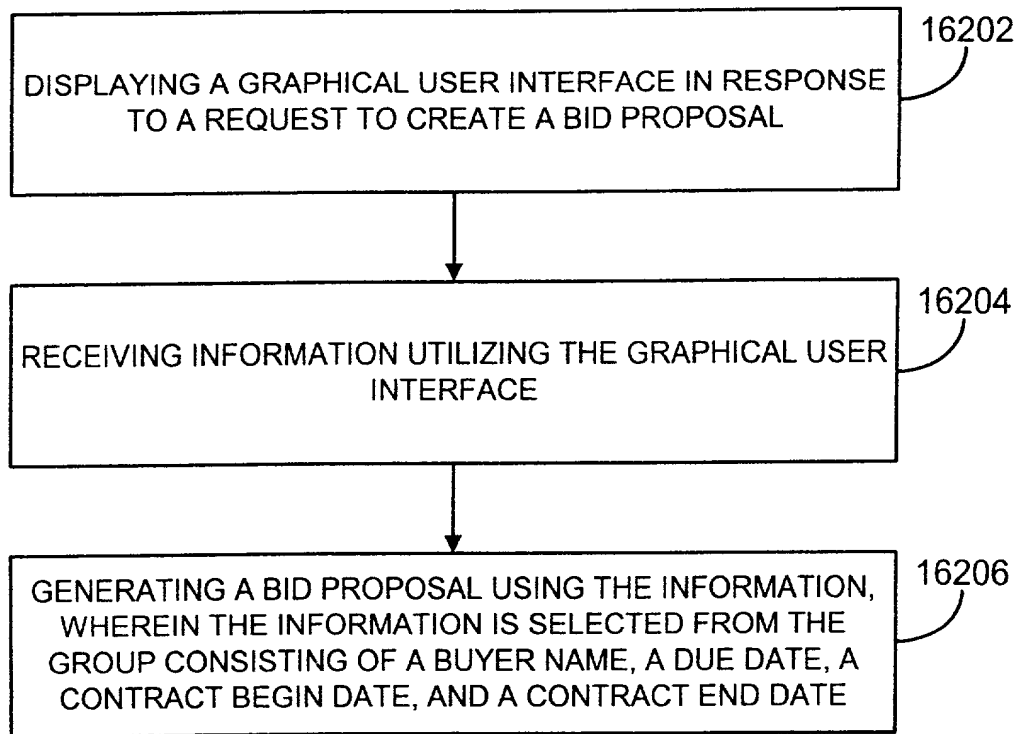 16202
DISPLAYING A GRAPHICAL USER INTERFACE IN RESPONSE
TO A REQUEST TO CREATE A BID PROPOSAL
16204
RECEIVING INFORMATION UTILIZING THE GRAPHICAL USER
INTERFACE
16206
GENERATING A BID PROPOSAL USING THE INFORMATION,
WHEREIN THE INFORMATION IS SELECTED FROM THE
GROUP CONSISTING OF A BUYER NAME, A DUE DATE, A
CONTRACT BEGIN DATE, AND A CONTRACT END DATE